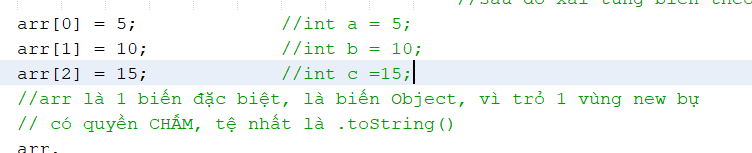 //sau đó xài từng biến theo
arr[0] = 5; //int a = 5;
arr[1] = 10; //int b = 10;
arr[2] = 15; //int c =15;
//arr là 1 biến đặc biệt, là biến Object, vì trỏ 1 vùng new bự
// có quyền CHẤM, tệ nhất là .toString()
arr.